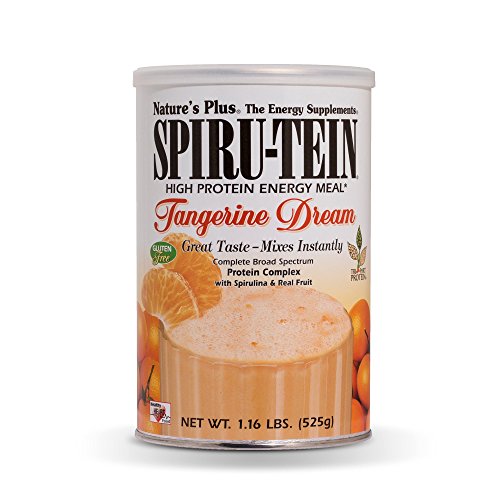 Nature's Plus® The Energy Supplements®
SPIRU-TEIN®
HIGH PROTEIN ENERGY MEAL*
Tangerine Dream
Great Taste – Mixes Instantly
GLUTEN
free
Complete Broad Spectrum
Protein Complex
with Spirulina & Real Fruit
PROTEIN
NET WT. 1.16 LBS. (525g)